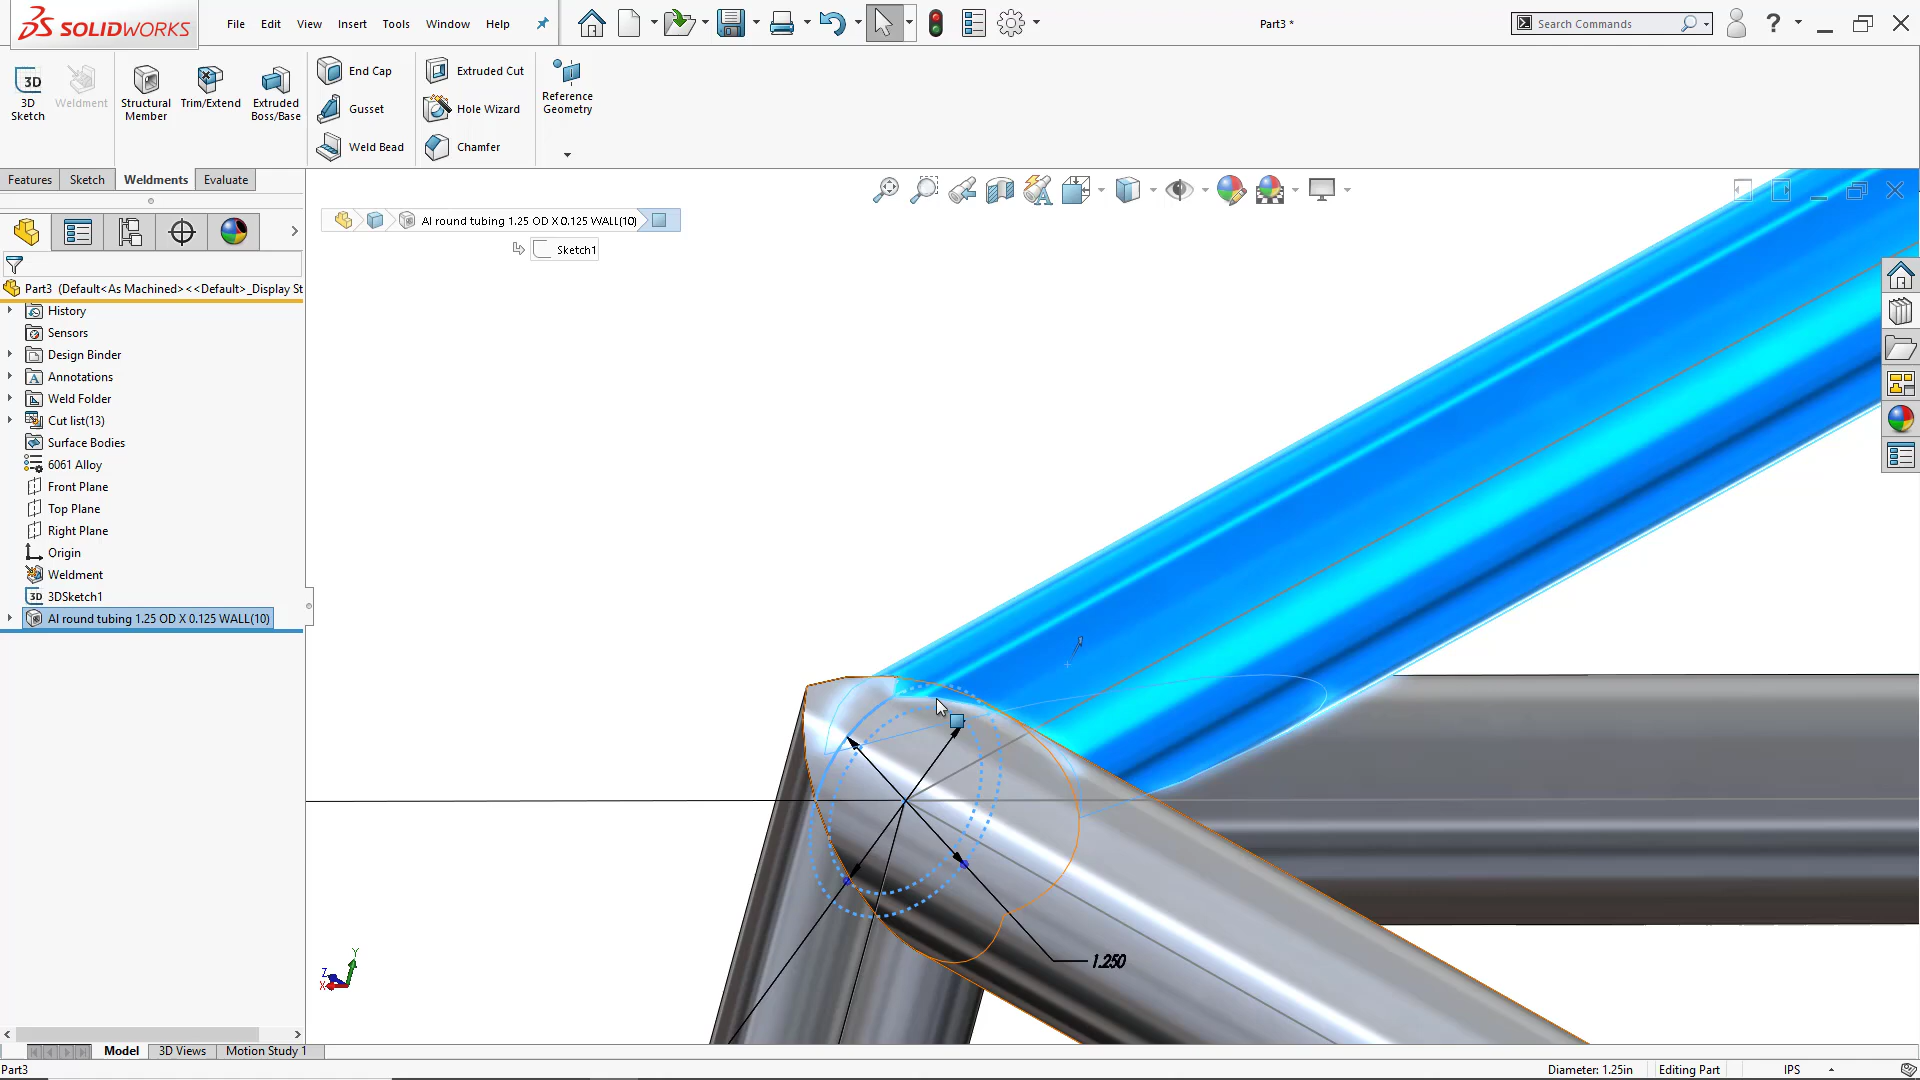 SOLIDWORKS
File Edit View Insert Tools Window Help
Part3 *
Search Commands
?
3D
3D
Sketch
Weldment
Structural
Member
Trim/Extend
Extruded
Boss/Base
End Cap
Gusset
Weld Bead
Extruded Cut
Hole Wizard
Chamfer
Reference
Geometry
Features Sketch Weldments Evaluate
Al round tubing 1.25 OD X 0.125 WALL(10)
Sketch1
Part3 (Default<As Machined><<Default>_Display St
History
Sensors
Design Binder
A Annotations
Weld Folder
Cut list(13)
Surface Bodies
6061 Alloy
Front Plane
Top Plane
Right Plane
Origin
Weldment
3D 3DSketch1
Al round tubing 1.25 OD X 0.125 WALL(10)
1.250
Y
Z
X
Model 3D Views Motion Study 1
Part3
Diameter: 1.25in Editing Part IPS